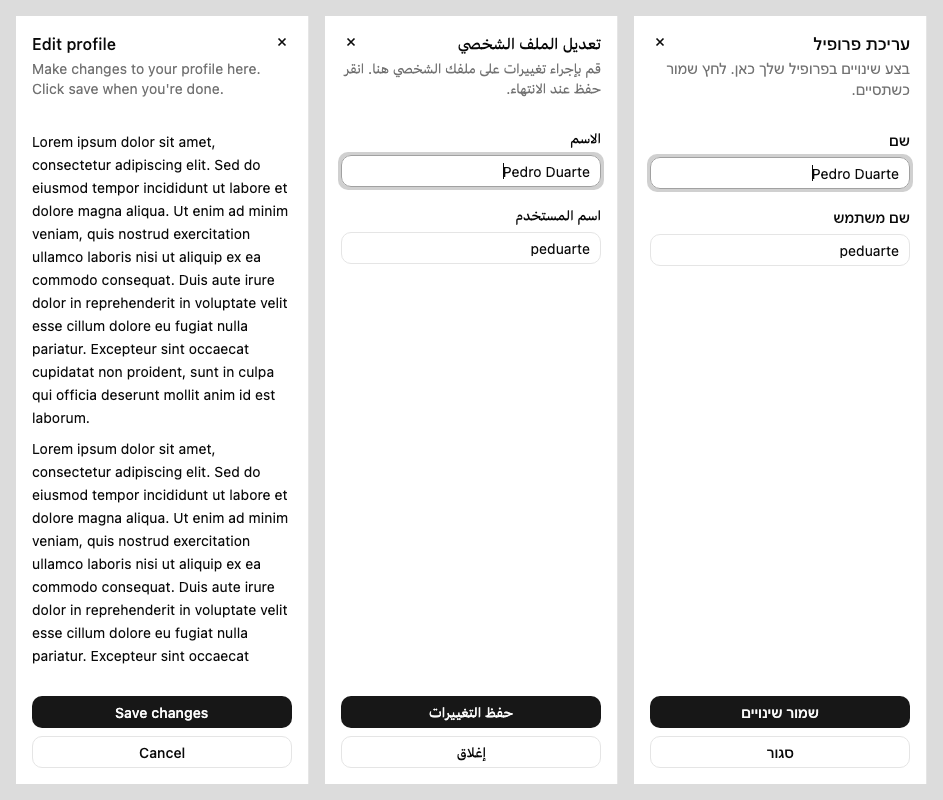 Edit profile
Make changes to your profile here.
Click save when you're done.
Lorem ipsum dolor sit amet,
consectetur adipiscing elit. Sed do
eiusmod tempor incididunt ut labore et
dolore magna aliqua. Ut enim ad minim
veniam, quis nostrud exercitation
ullamco laboris nisi ut aliquip ex ea
commodo consequat. Duis aute irure
dolor in reprehenderit in voluptate velit
esse cillum dolore eu fugiat nulla
pariatur. Excepteur sint occaecat
cupidatat non proident, sunt in culpa
qui officia deserunt mollit anim id est
laborum.
Lorem ipsum dolor sit amet,
consectetur adipiscing elit. Sed do
eiusmod tempor incididunt ut labore et
dolore magna aliqua. Ut enim ad minim
veniam, quis nostrud exercitation
ullamco laboris nisi ut aliquip ex ea
commodo consequat. Duis aute irure
dolor in reprehenderit in voluptate velit
esse cillum dolore eu fugiat nulla
pariatur. Excepteur sint occaecat
Save changes
Cancel
تعديل الملف الشخصي
قم بإجراء تغييرات على ملفك الشخصي هنا. انقر
حفظ عند الانتهاء.
الاسم
Pedro Duarte
اسم المستخدم
peduarte
حفظ التغييرات
إغلاق
עריכת פרופיל
בצע שינויים בפרופיל שלך כאן. לחץ שמור
כשתסיים.
שם
Pedro Duarte
שם משתמש
peduarte
שמור שינויים
סגור